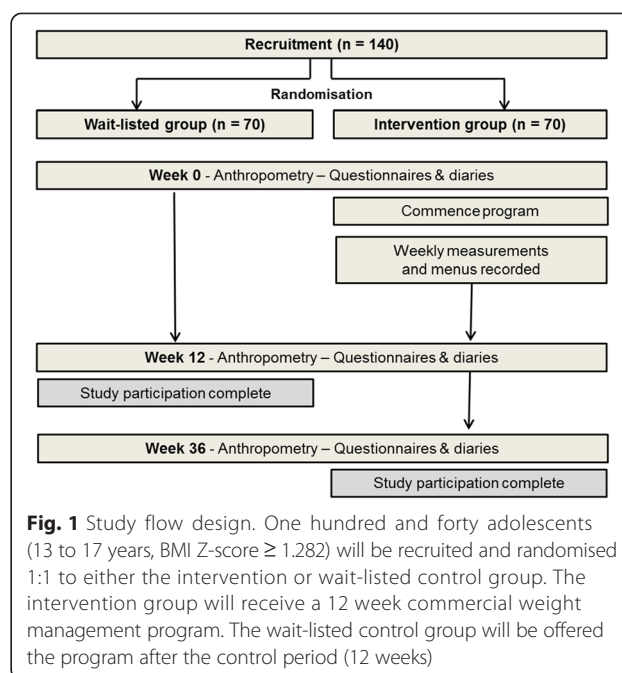 Recruitment (n = 140)
Randomisation
Wait-listed group (n = 70)
Intervention group (n = 70)
Week 0 - Anthropometry – Questionnaires & diaries
Commence program
Weekly measurements
and menus recorded
Week 12 - Anthropometry – Questionnaires & diaries
Study participation complete
Week 36 - Anthropometry – Questionnaires & diaries
Study participation complete
Fig. 1 Study flow design. One hundred and forty adolescents
(13 to 17 years, BMI Z-score ≥ 1.282) will be recruited and randomised
1:1 to either the intervention or wait-listed control group. The
intervention group will receive a 12 week commercial weight
management program. The wait-listed control group will be offered
the program after the control period (12 weeks)